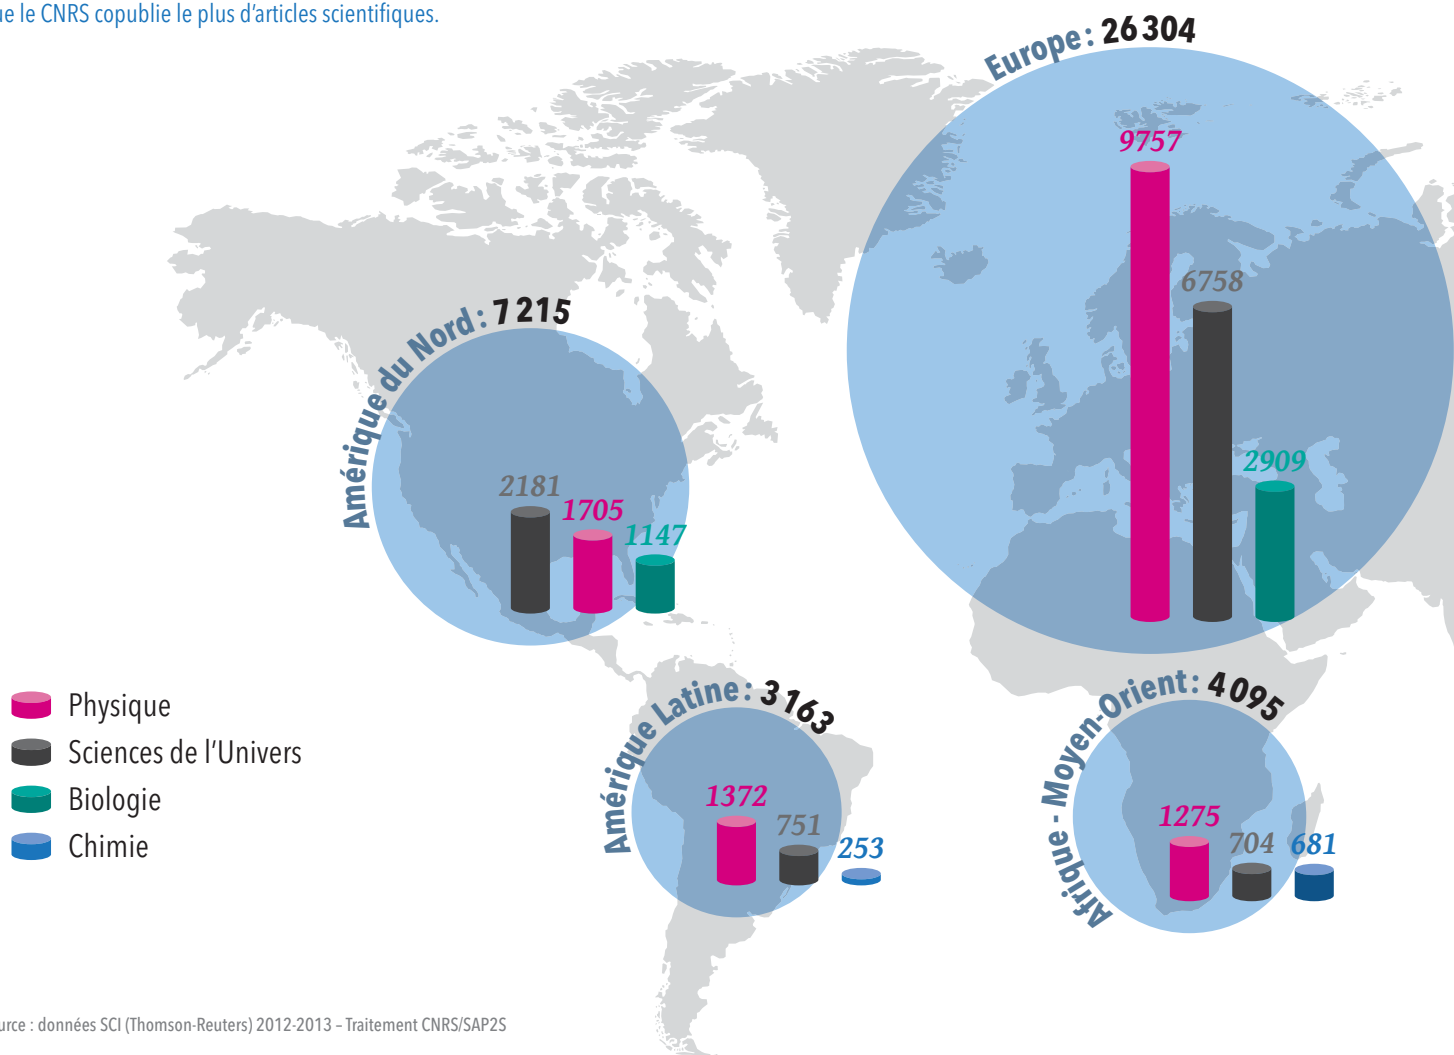 le CNRS copublie le plus d'articles scientifiques.
Europe : 26 304
9757
6758
2909
Amérique du Nord : 7 215
2181
1705
1147
Physique
Sciences de l'Univers
Biologie
Chimie
Amérique Latine : 3 163
1372
751
253
Afrique - Moyen-Orient : 4 095
1275
704
681
: données SCI (Thomson-Reuters) 2012-2013 – Traitement CNRS/SAP2S